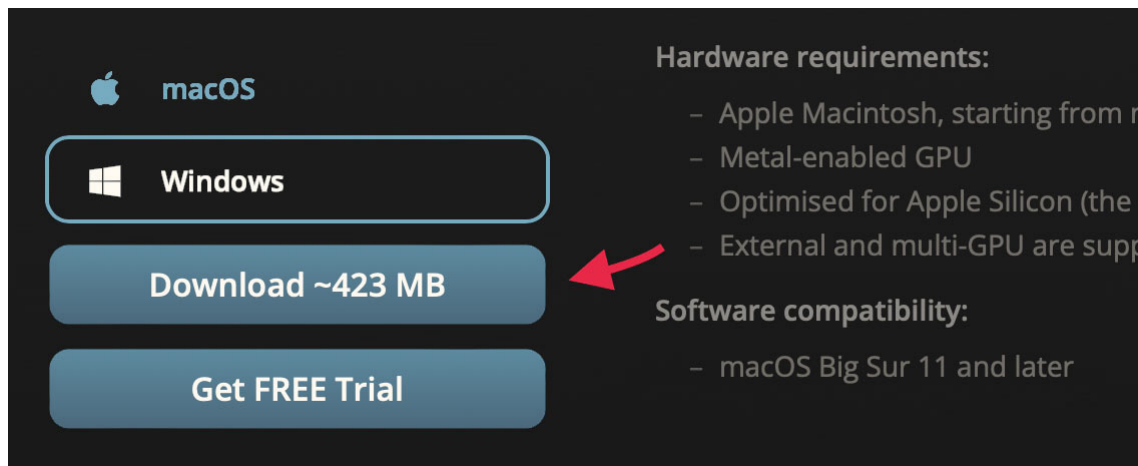 macOS
Windows
Download ~423 MB
Get FREE Trial
Hardware requirements:
– Apple Macintosh, starting from
– Metal-enabled GPU
– Optimised for Apple Silicon (the
– External and multi-GPU are
Software compatibility:
– macOS Big Sur 11 and later